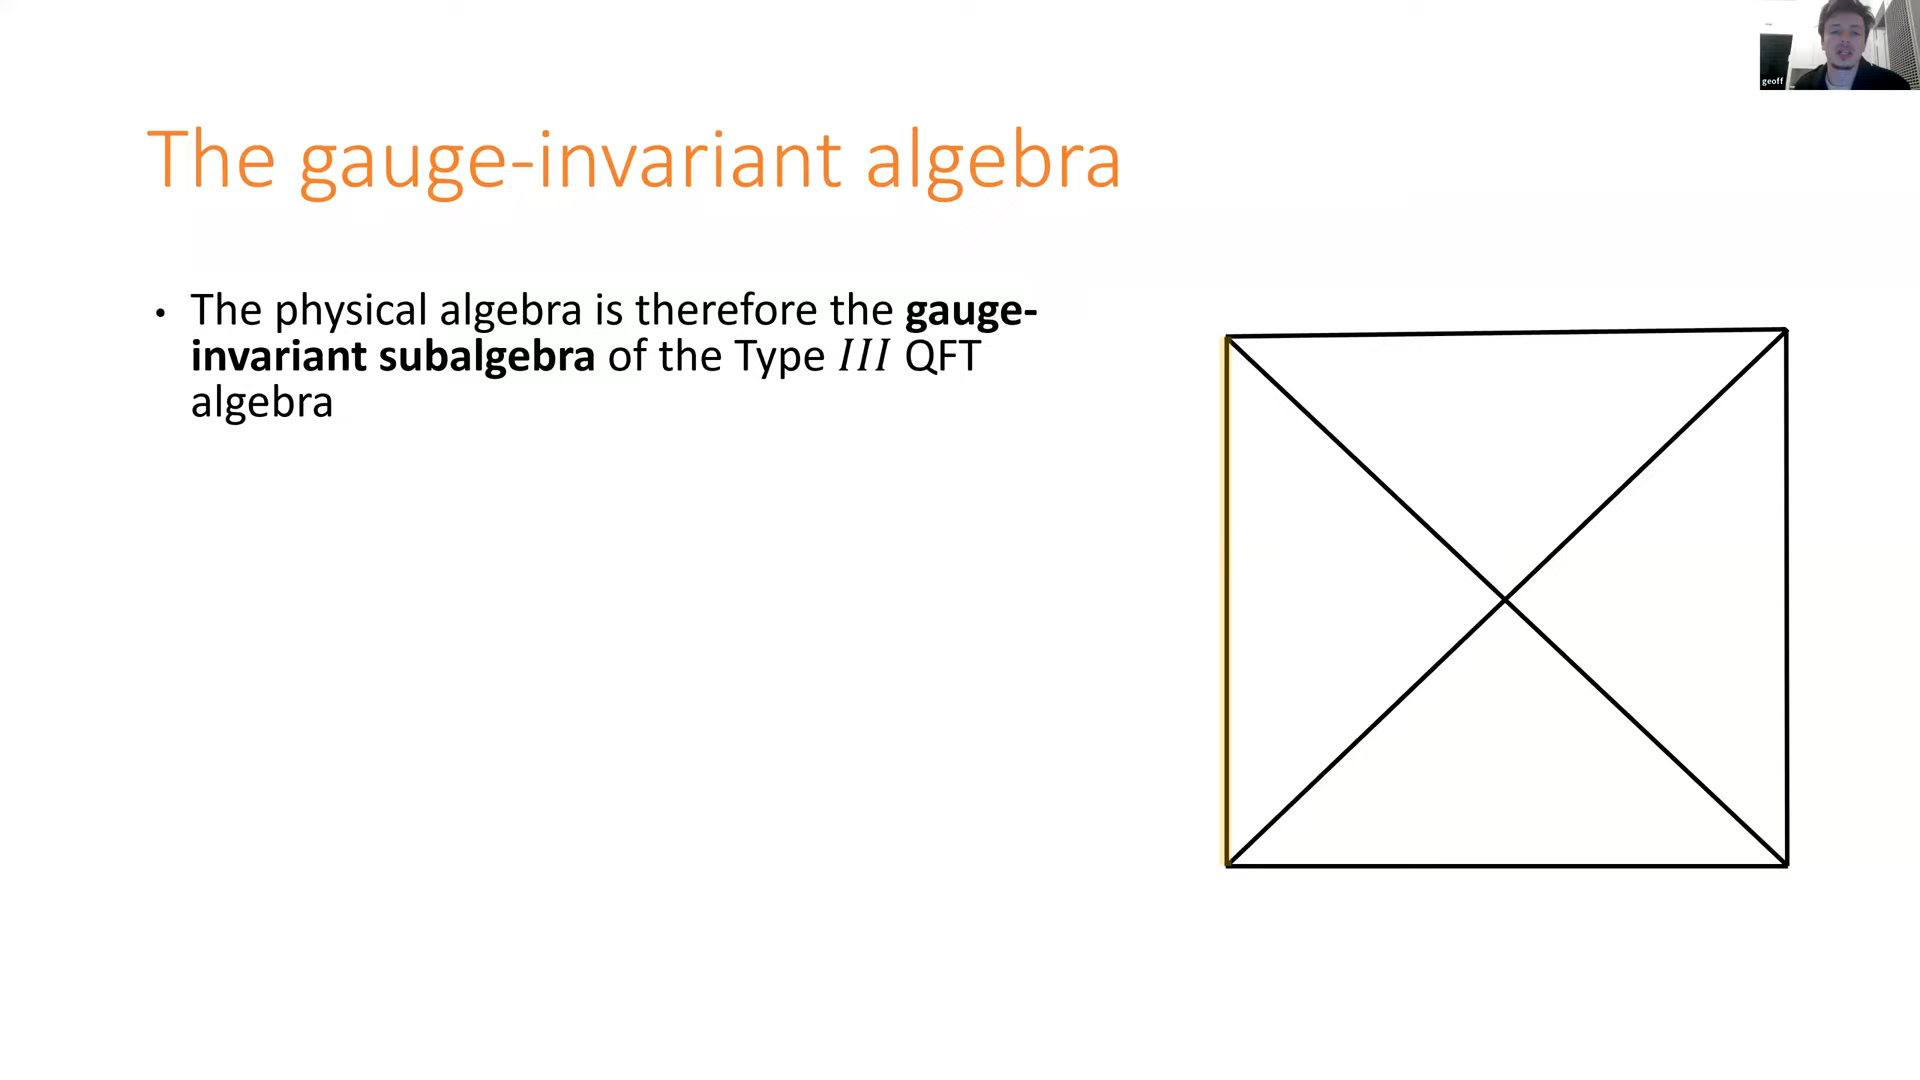 geoff
The gauge-invariant algebra
• The physical algebra is therefore the gauge-
invariant subalgebra of the Type III QFT
algebra